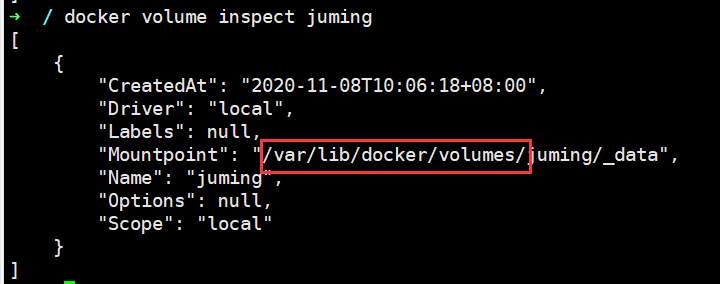 ]
→ / docker volume inspect juming
[
    {
        "CreatedAt": "2020-11-08T10:06:18+08:00",
        "Driver": "local",
        "Labels": null,
        "Mountpoint": "/var/lib/docker/volumes/juming/_data",
        "Name": "juming",
        "Options": null,
        "Scope": "local"
    }
]